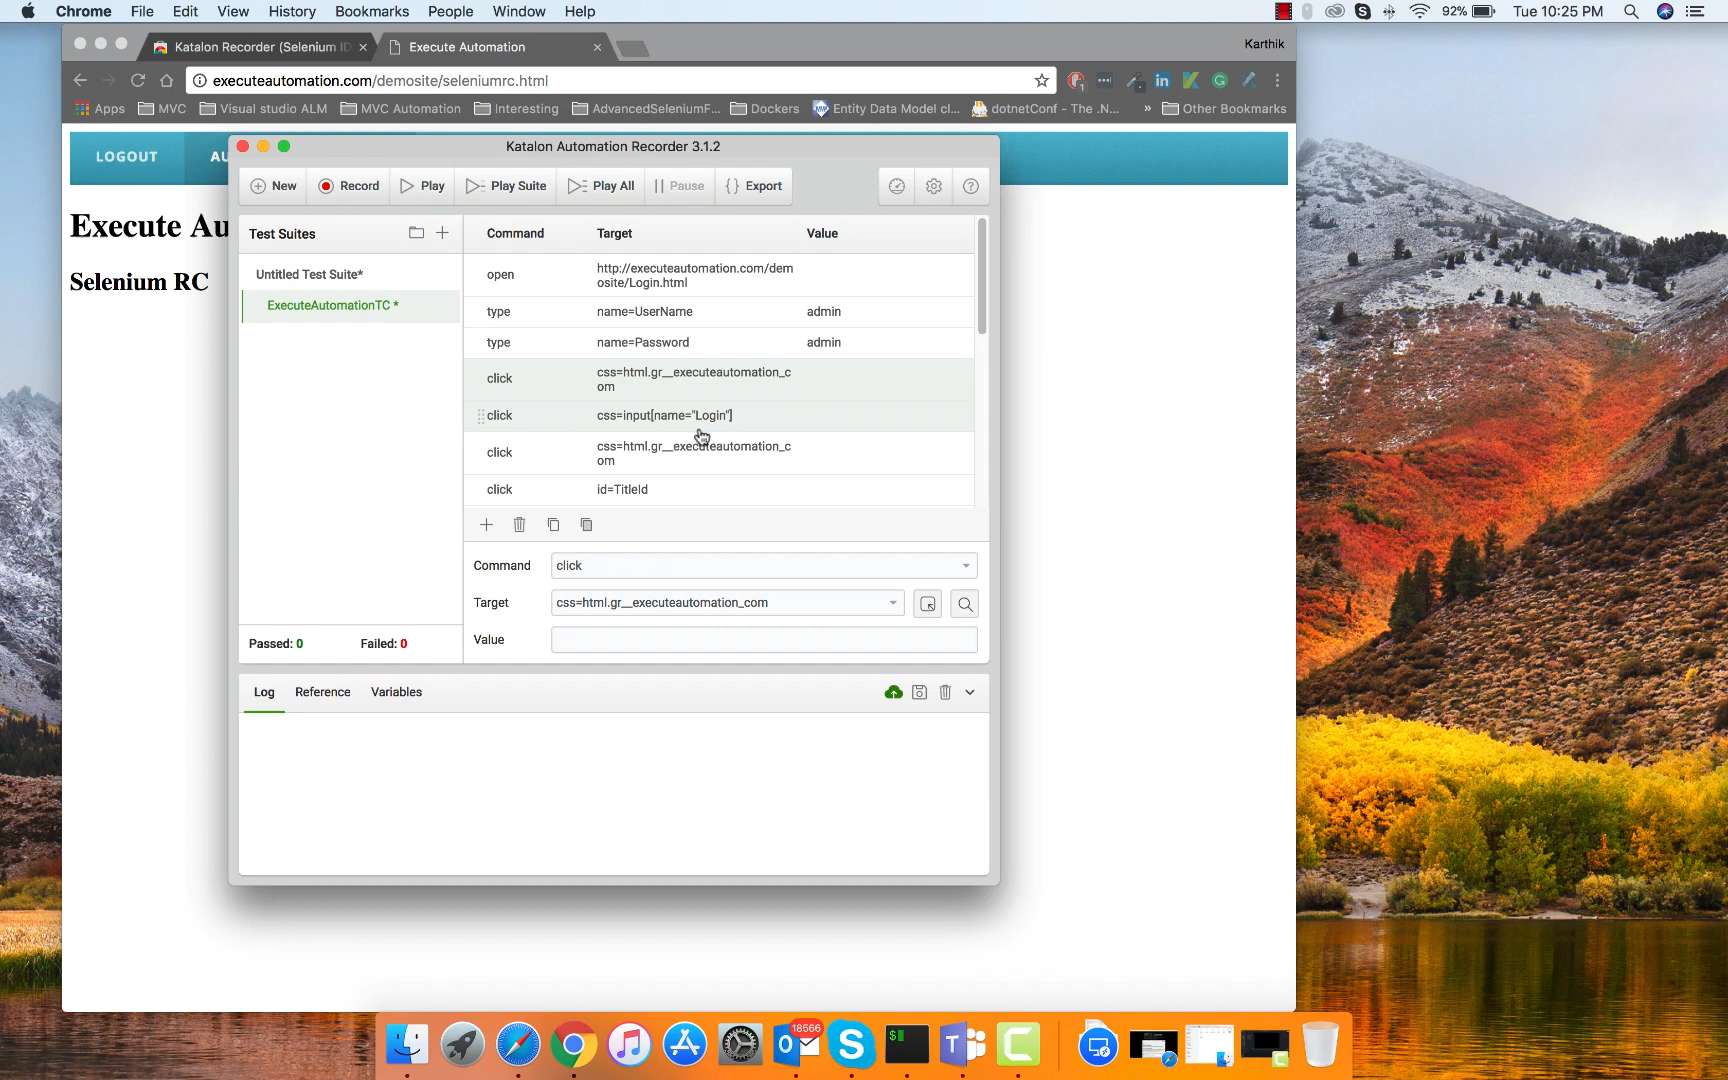 Chrome File Edit View History Bookmarks People Window Help
92% Tue 10:25 PM
Katalon Recorder (Selenium ID
Execute Automation
Karthik
executeautomation.com/demosite/seleniumrc.html
Apps MVC Visual studio ALM MVC Automation Interesting AdvancedSeleniumF... Dockers Entity Data Model cl... dotnetConf - The .N... » Other Bookmarks
LOGOUT AU
Execute Au
Selenium RC
Katalon Automation Recorder 3.1.2
New Record Play Play Suite Play All Pause Export
Test Suites
Untitled Test Suite*
ExecuteAutomationTC *
Passed: 0 Failed: 0
Command Target Value
open http://executeautomation.com/dem
osite/Login.html
type name=UserName admin
type name=Password admin
click css=html.gr__executeautomation_c
om
click css=input[name="Login"]
click css=html.gr__executeautomation_c
om
click id=TitleId
Command click
Target css=html.gr__executeautomation_com
Value
Log Reference Variables
18566